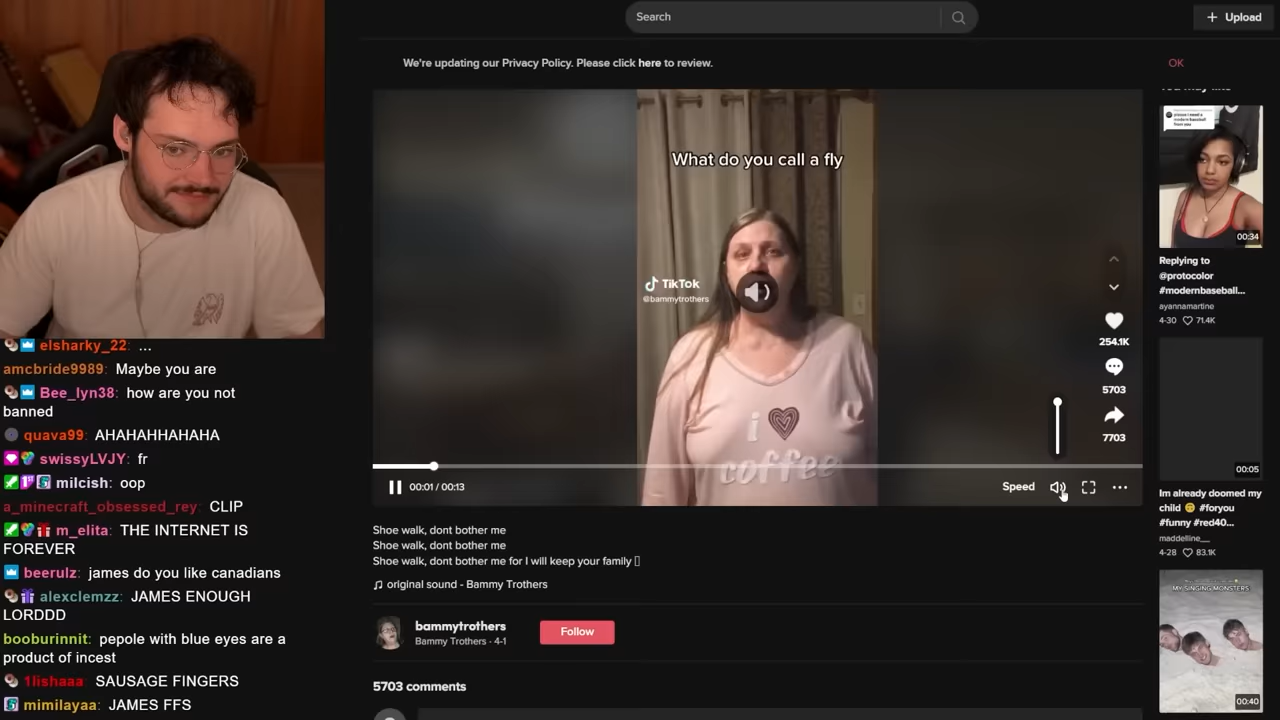 Search
Upload
We're updating our Privacy Policy. Please click here to review.
OK
What do you call a fly
TikTok
@bammytrothers
i
coffee
254.1K
5703
7703
00:01 / 00:13
Speed
Shoe walk, dont bother me
Shoe walk, dont bother me
Shoe walk, dont bother me for I will keep your family
original sound - Bammy Trothers
bammytrothers
Bammy Trothers · 4-1
Follow
5703 comments
00:34
Replying to
@protocolor
#modernbaseball...
ayannamartine
4-30 71.4K
00:05
Im already doomed my
child #foryou
#funny #red40...
maddelline__
4-28 83.1K
MY SINGING MONSTERS
00:40
elsharky_22: ...
amcbride9989: Maybe you are
Bee_lyn38: how are you not
banned
quava99: AHAHAHHAHAHA
swissyLVJY: fr
milcish: oop
a_minecraft_obsessed_rey: CLIP
m_elita: THE INTERNET IS
FOREVER
beerulz: james do you like canadians
alexclemzz: JAMES ENOUGH
LORDDD
booburinnit: pepole with blue eyes are a
product of incest
1lishaaa: SAUSAGE FINGERS
mimilayaa: JAMES FFS